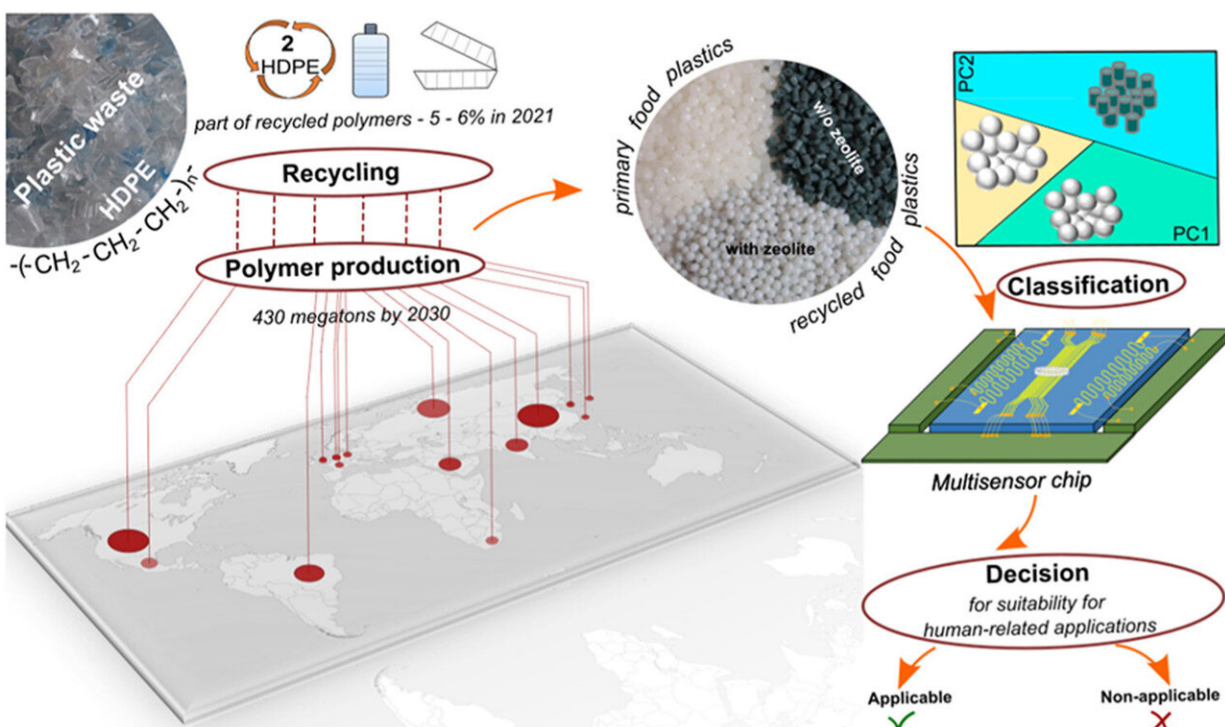 Plastic waste
HDPE
-(-CH2-CH2-CH2-)n-
2
HDPE
part of recycled polymers - 5 - 6% in 2021
Recycling
Polymer production
430 megatons by 2030
primary food plastics
w/o zeolite
with zeolite
recycled food plastics
PC2
PC1
Classification
Multisensor chip
Decision
for suitability for
human-related applications
Applicable
Non-applicable